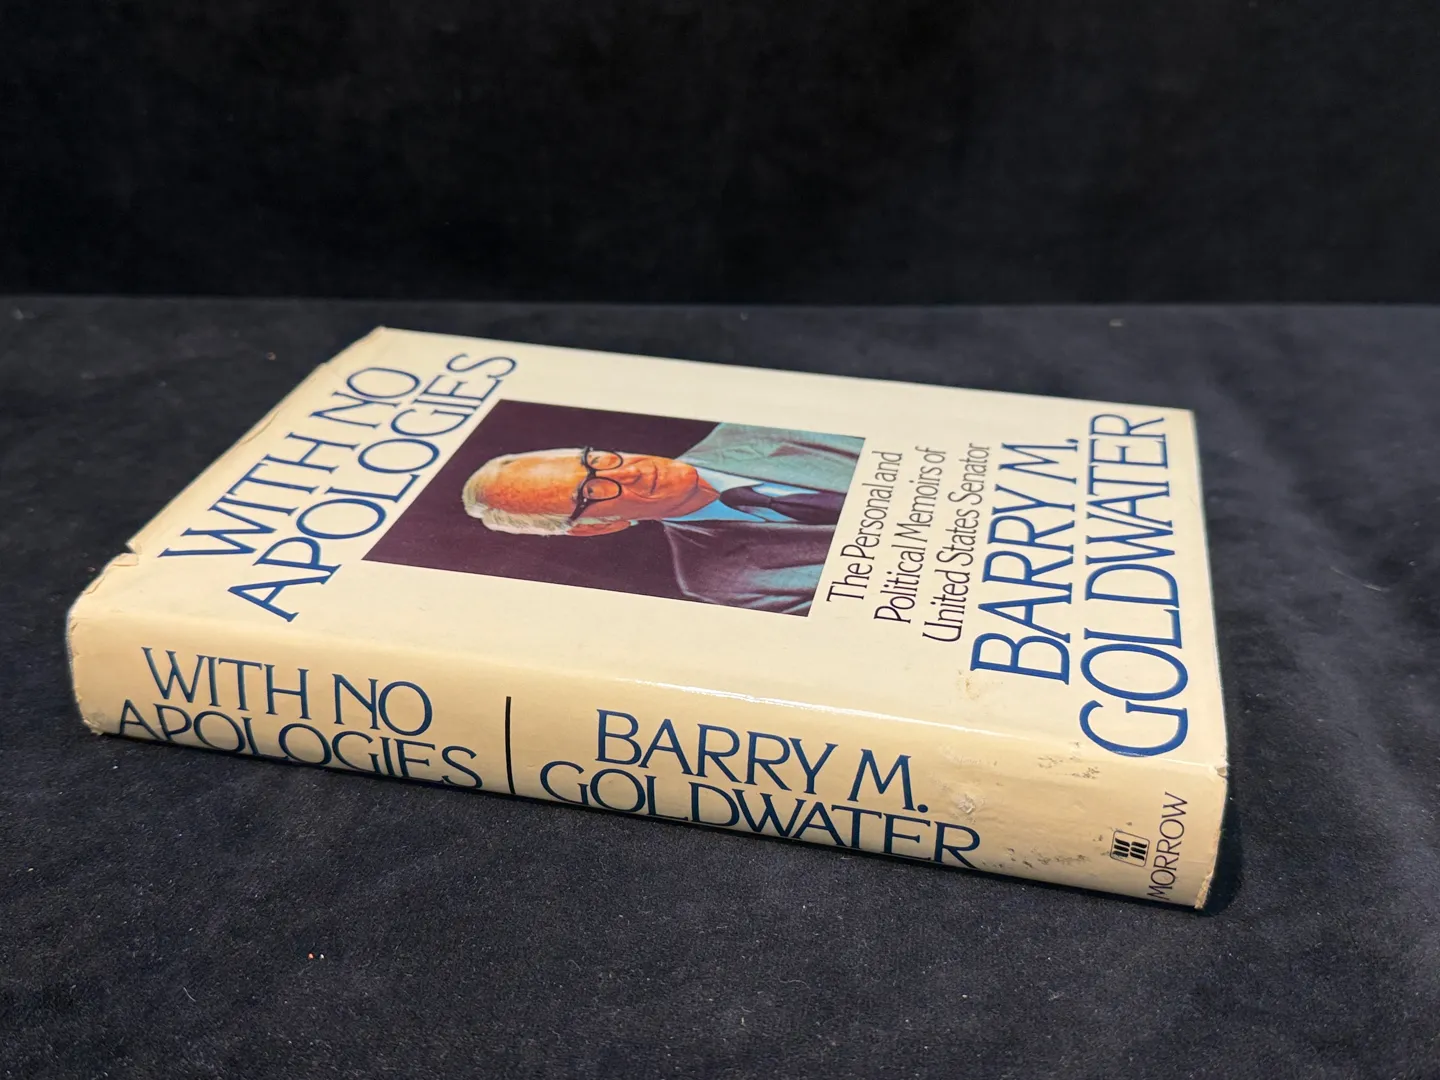 WITH NO
APOLOGIES
The Personal and
Political Memoirs of
United States Senator
BARRY M.
GOLDWATER
WITH NO
APOLOGIES
BARRY M.
GOLDWATER
MORROW